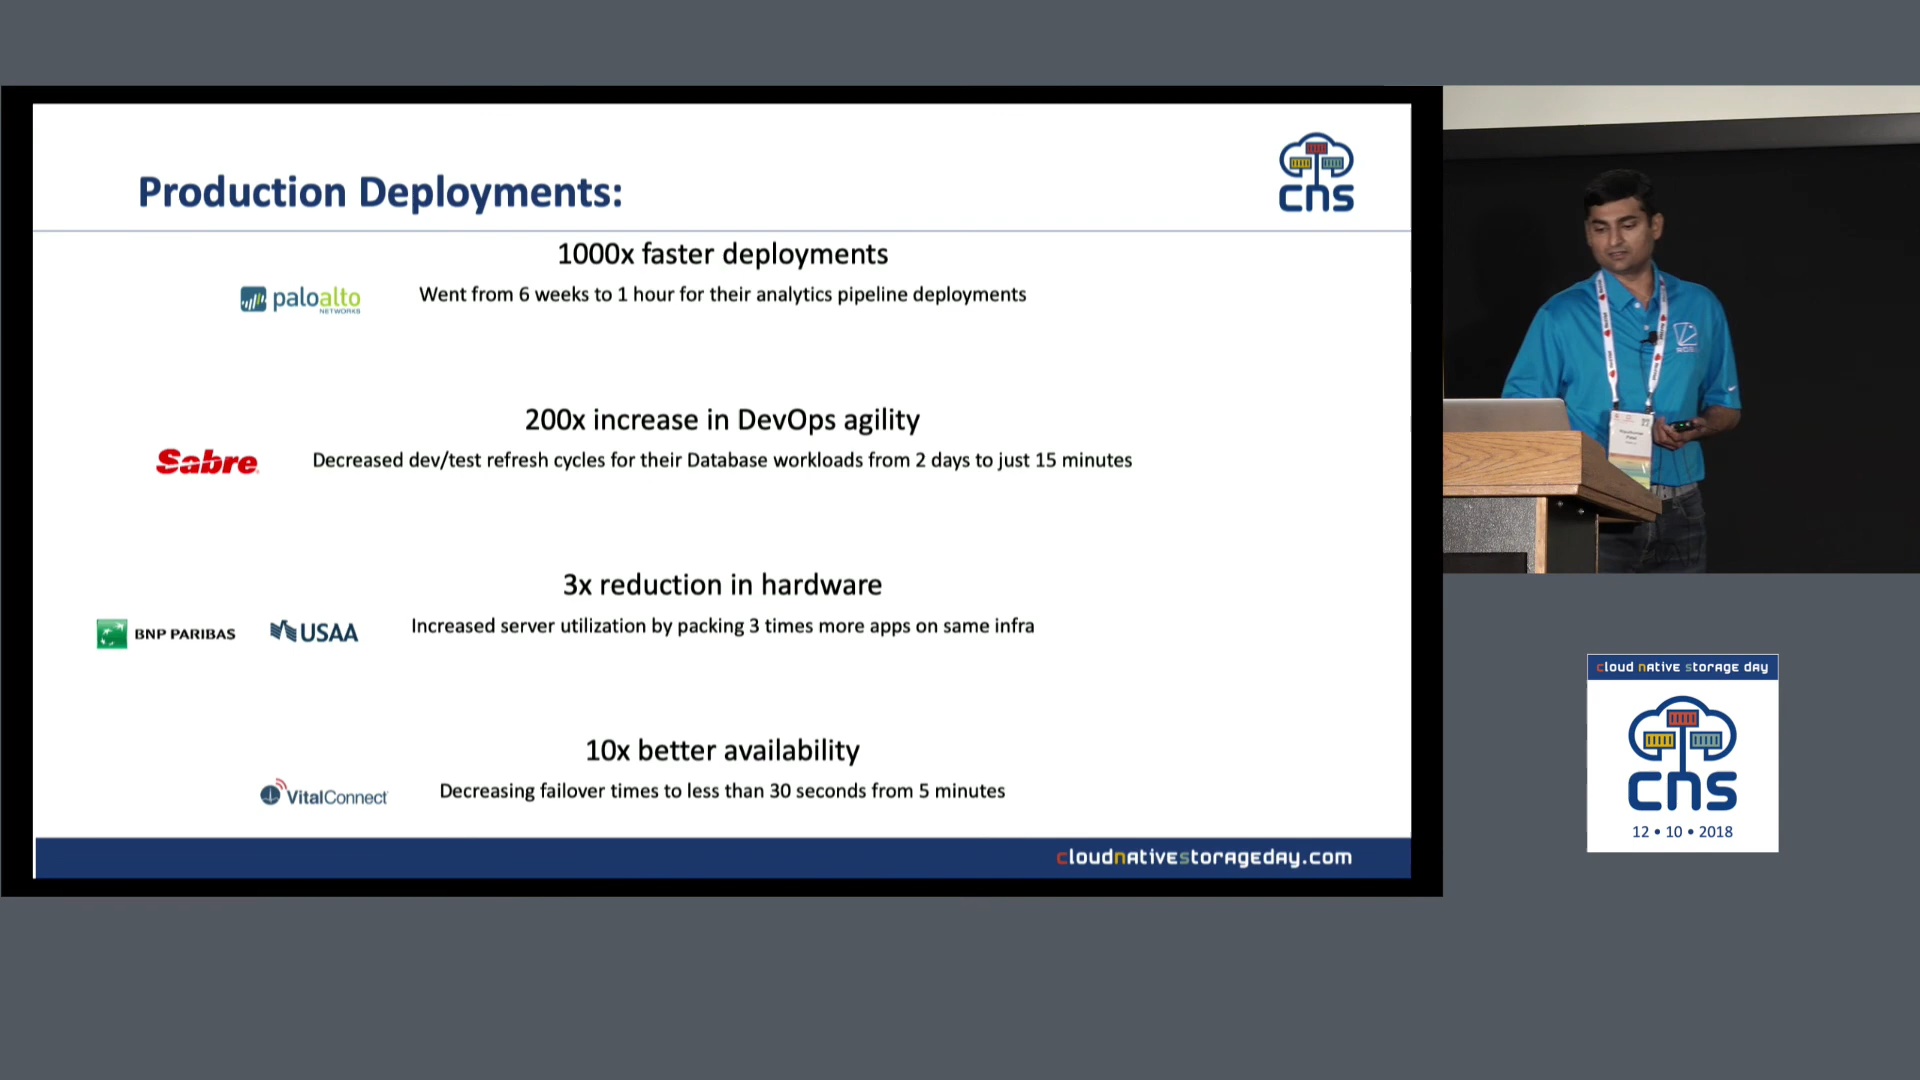 Production Deployments:
cns
1000x faster deployments
paloalto
NETWORKS
Went from 6 weeks to 1 hour for their analytics pipeline deployments
200x increase in DevOps agility
Sabre
Decreased dev/test refresh cycles for their Database workloads from 2 days to just 15 minutes
3x reduction in hardware
BNP PARIBAS
USAA
Increased server utilization by packing 3 times more apps on same infra
10x better availability
VitalConnect
Decreasing failover times to less than 30 seconds from 5 minutes
cloudnativestorageday.com
cloud native storage day
cns
12 • 10 • 2018